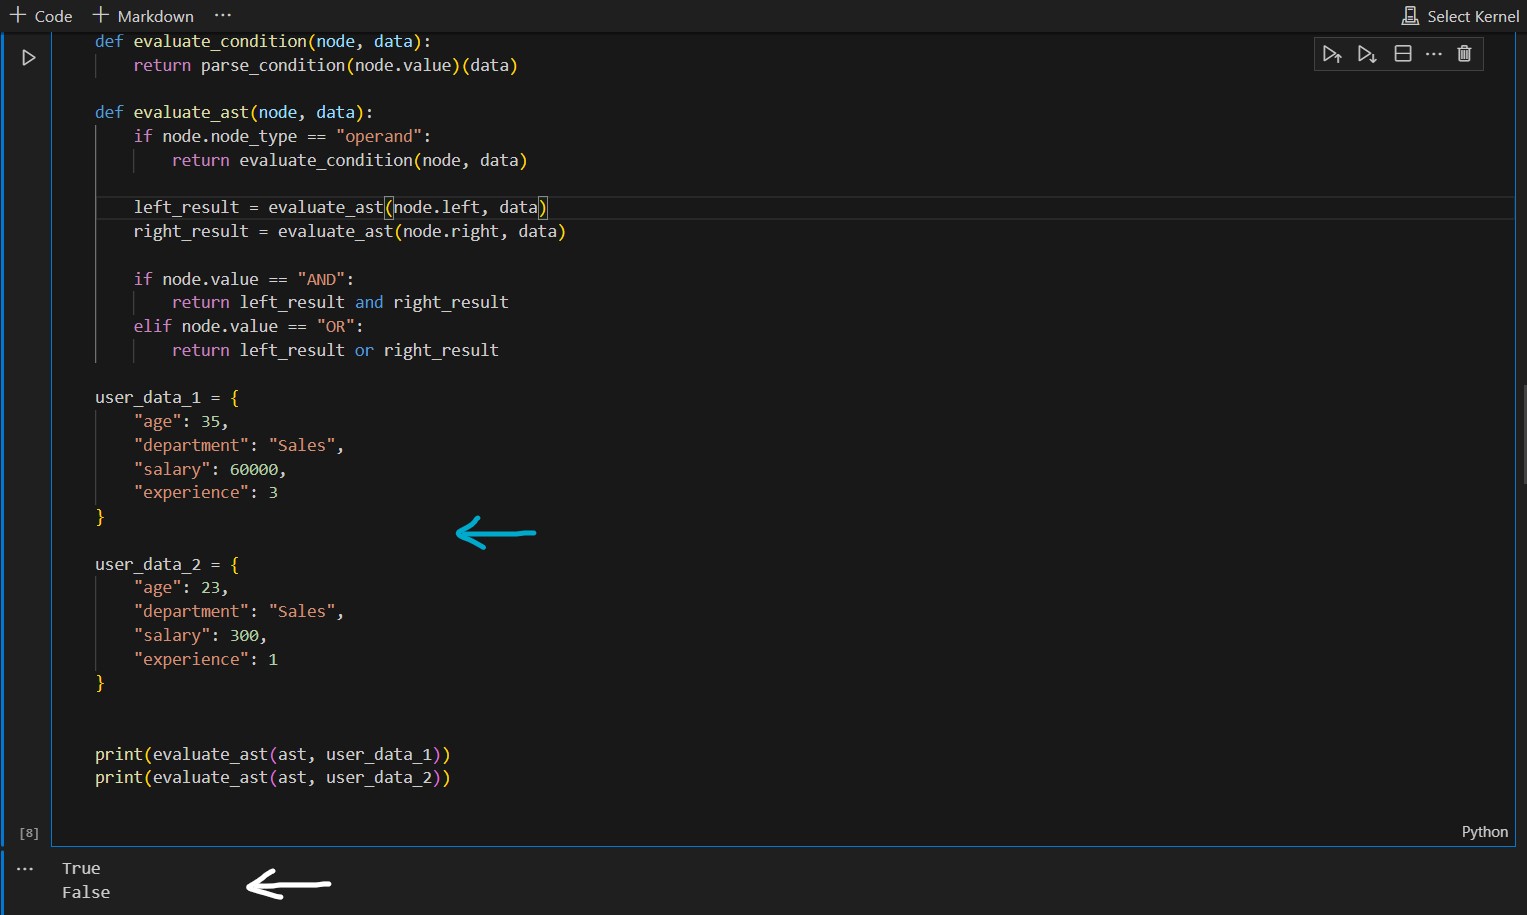 + Code + Markdown ... Select Kernel
def evaluate_condition(node, data):
    return parse_condition(node.value)(data)
def evaluate_ast(node, data):
    if node.node_type == "operand":
        return evaluate_condition(node, data)
    left_result = evaluate_ast(node.left, data)
    right_result = evaluate_ast(node.right, data)
    if node.value == "AND":
        return left_result and right_result
    elif node.value == "OR":
        return left_result or right_result
user_data_1 = {
    "age": 35,
    "department": "Sales",
    "salary": 60000,
    "experience": 3
}
user_data_2 = {
    "age": 23,
    "department": "Sales",
    "salary": 300,
    "experience": 1
}
print(evaluate_ast(ast, user_data_1))
print(evaluate_ast(ast, user_data_2))
[8] Python
... True
False